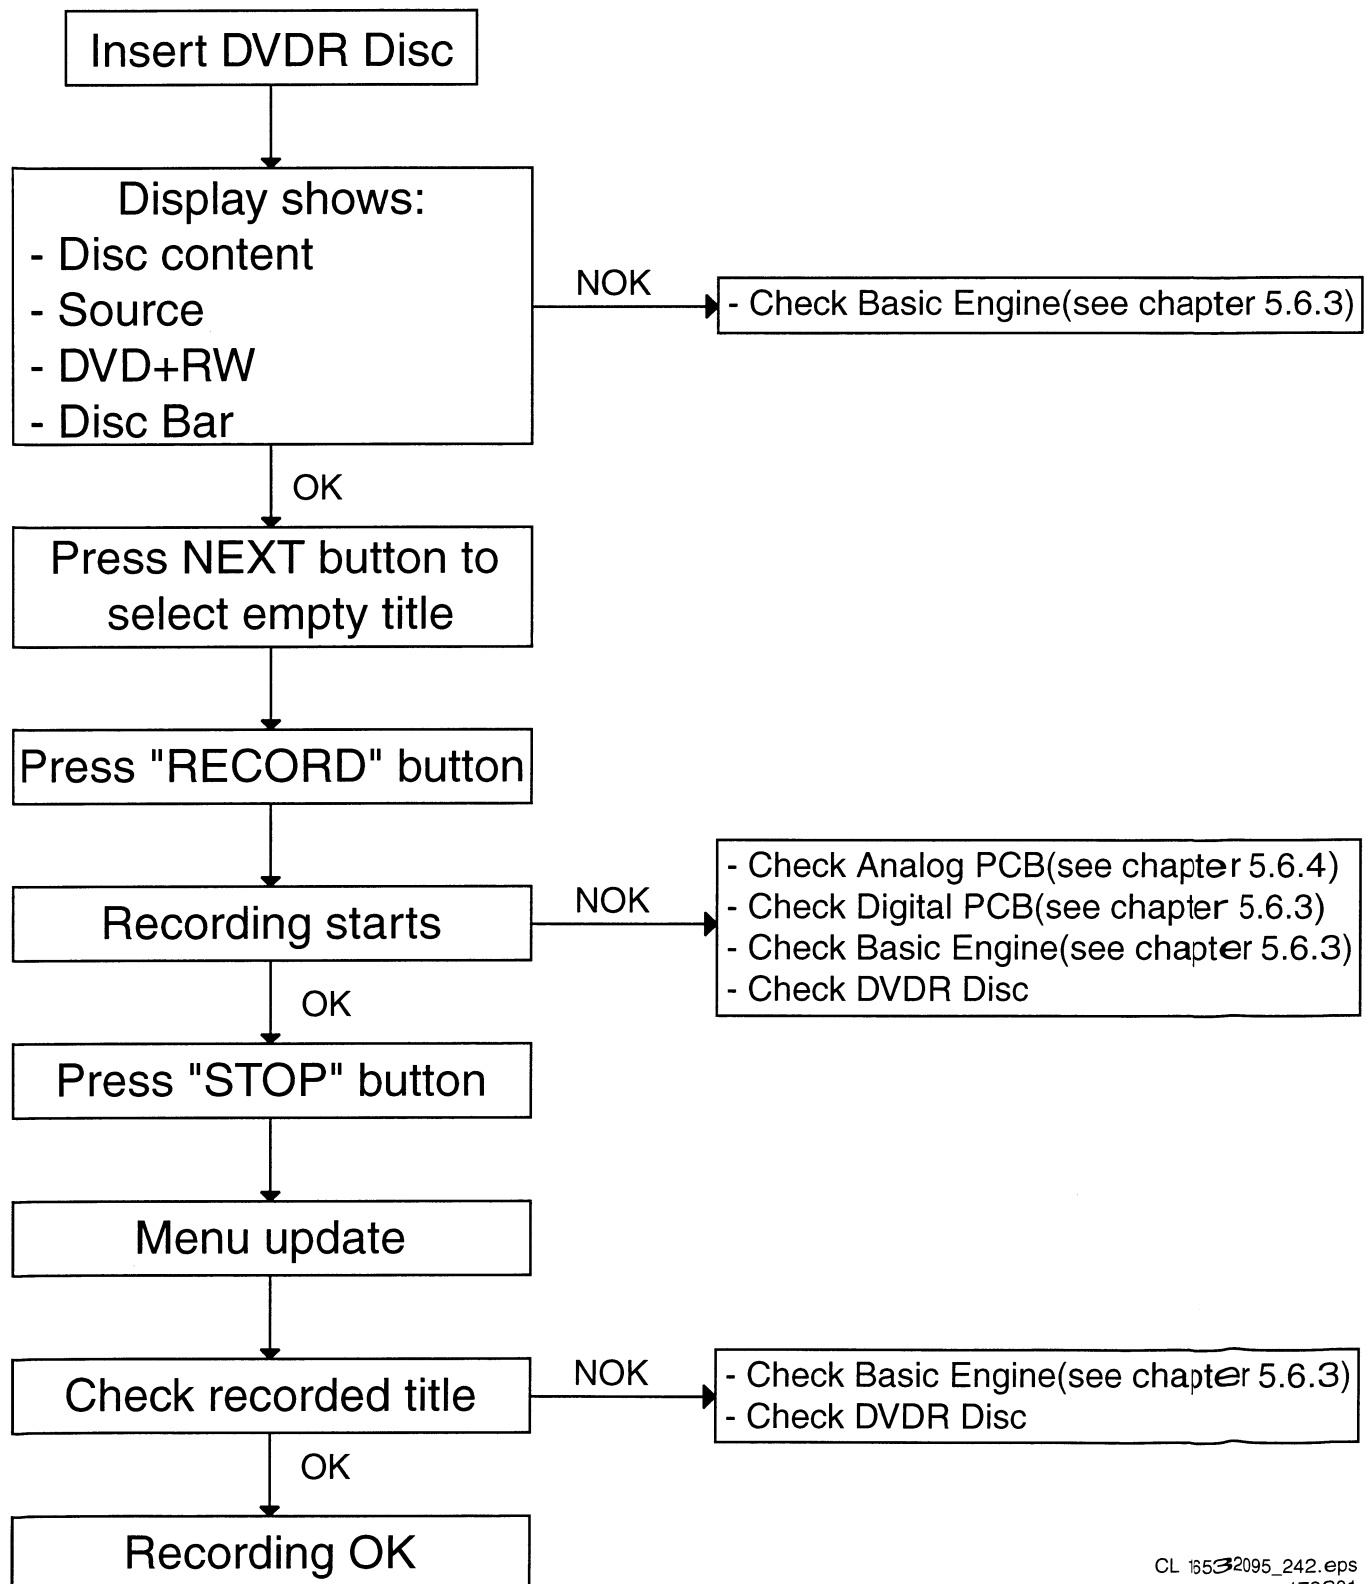 Insert DVDR Disc
Display shows:
- Disc content
- Source
- DVD+RW
- Disc Bar
NOK
- Check Basic Engine(see chapter 5.6.3)
OK
Press NEXT button to
select empty title
Press "RECORD" button
Recording starts
NOK
- Check Analog PCB(see chapter 5.6.4)
- Check Digital PCB(see chapter 5.6.3)
- Check Basic Engine(see chapter 5.6.3)
- Check DVDR Disc
OK
Press "STOP" button
Menu update
Check recorded title
NOK
- Check Basic Engine(see chapter 5.6.3)
- Check DVDR Disc
OK
Recording OK
CL 16532095_242.eps